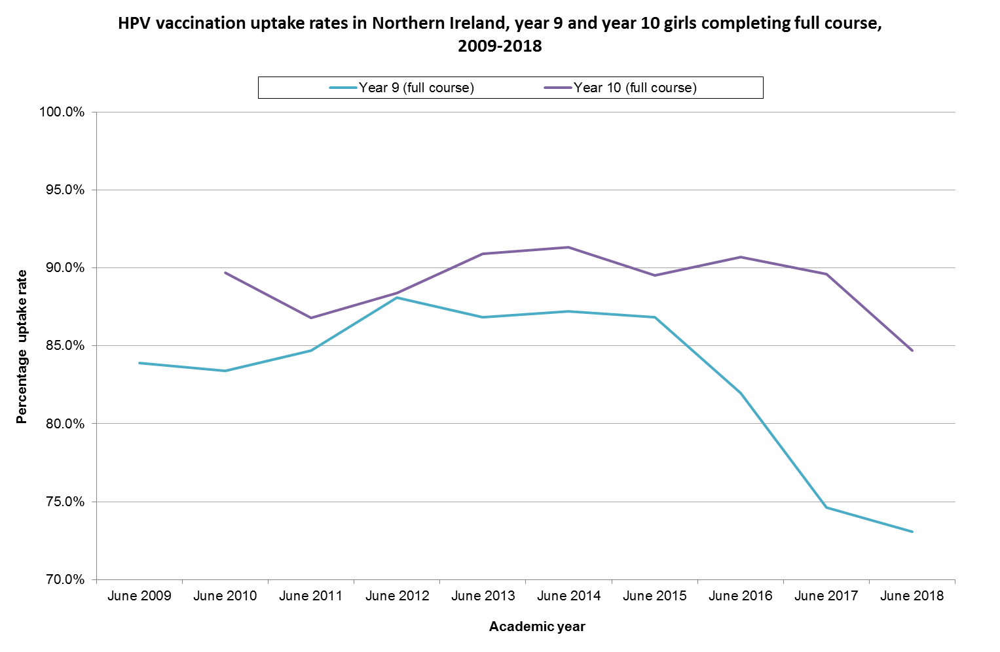 HPV vaccination uptake rates in Northern Ireland, year 9 and year 10 girls completing full course,
2009-2018
Year 9 (full course) Year 10 (full course)
100.0%
95.0%
90.0%
85.0%
80.0%
75.0%
70.0%
Percentage uptake rate
June 2009 June 2010 June 2011 June 2012 June 2013 June 2014 June 2015 June 2016 June 2017 June 2018
Academic year